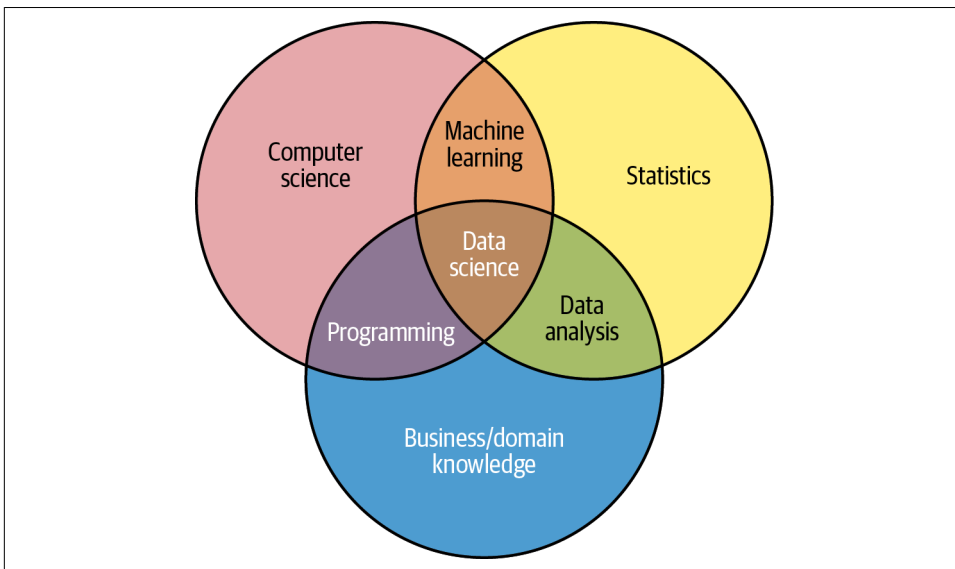 Computer
science
Machine
learning
Statistics
Data
science
Programming
Data
analysis
Business/domain
knowledge